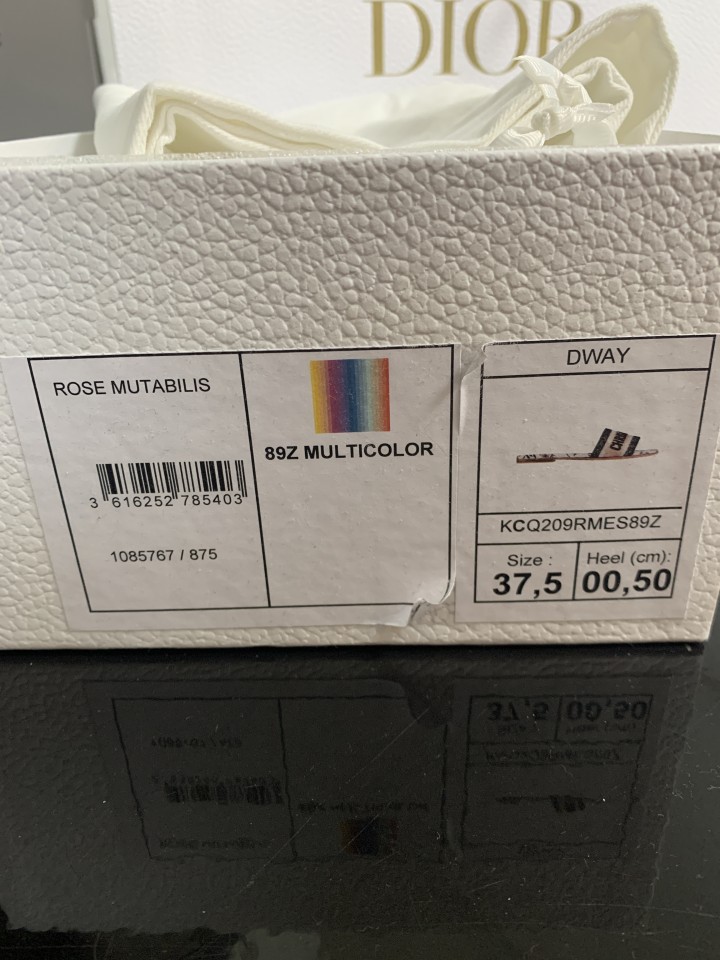 DIOR
ROSE MUTABILIS
3 616252 785403
1085767 / 875
89Z MULTICOLOR
DWAY
KCQ209RMES89Z
Size :
37,5
Heel (cm):
00,50